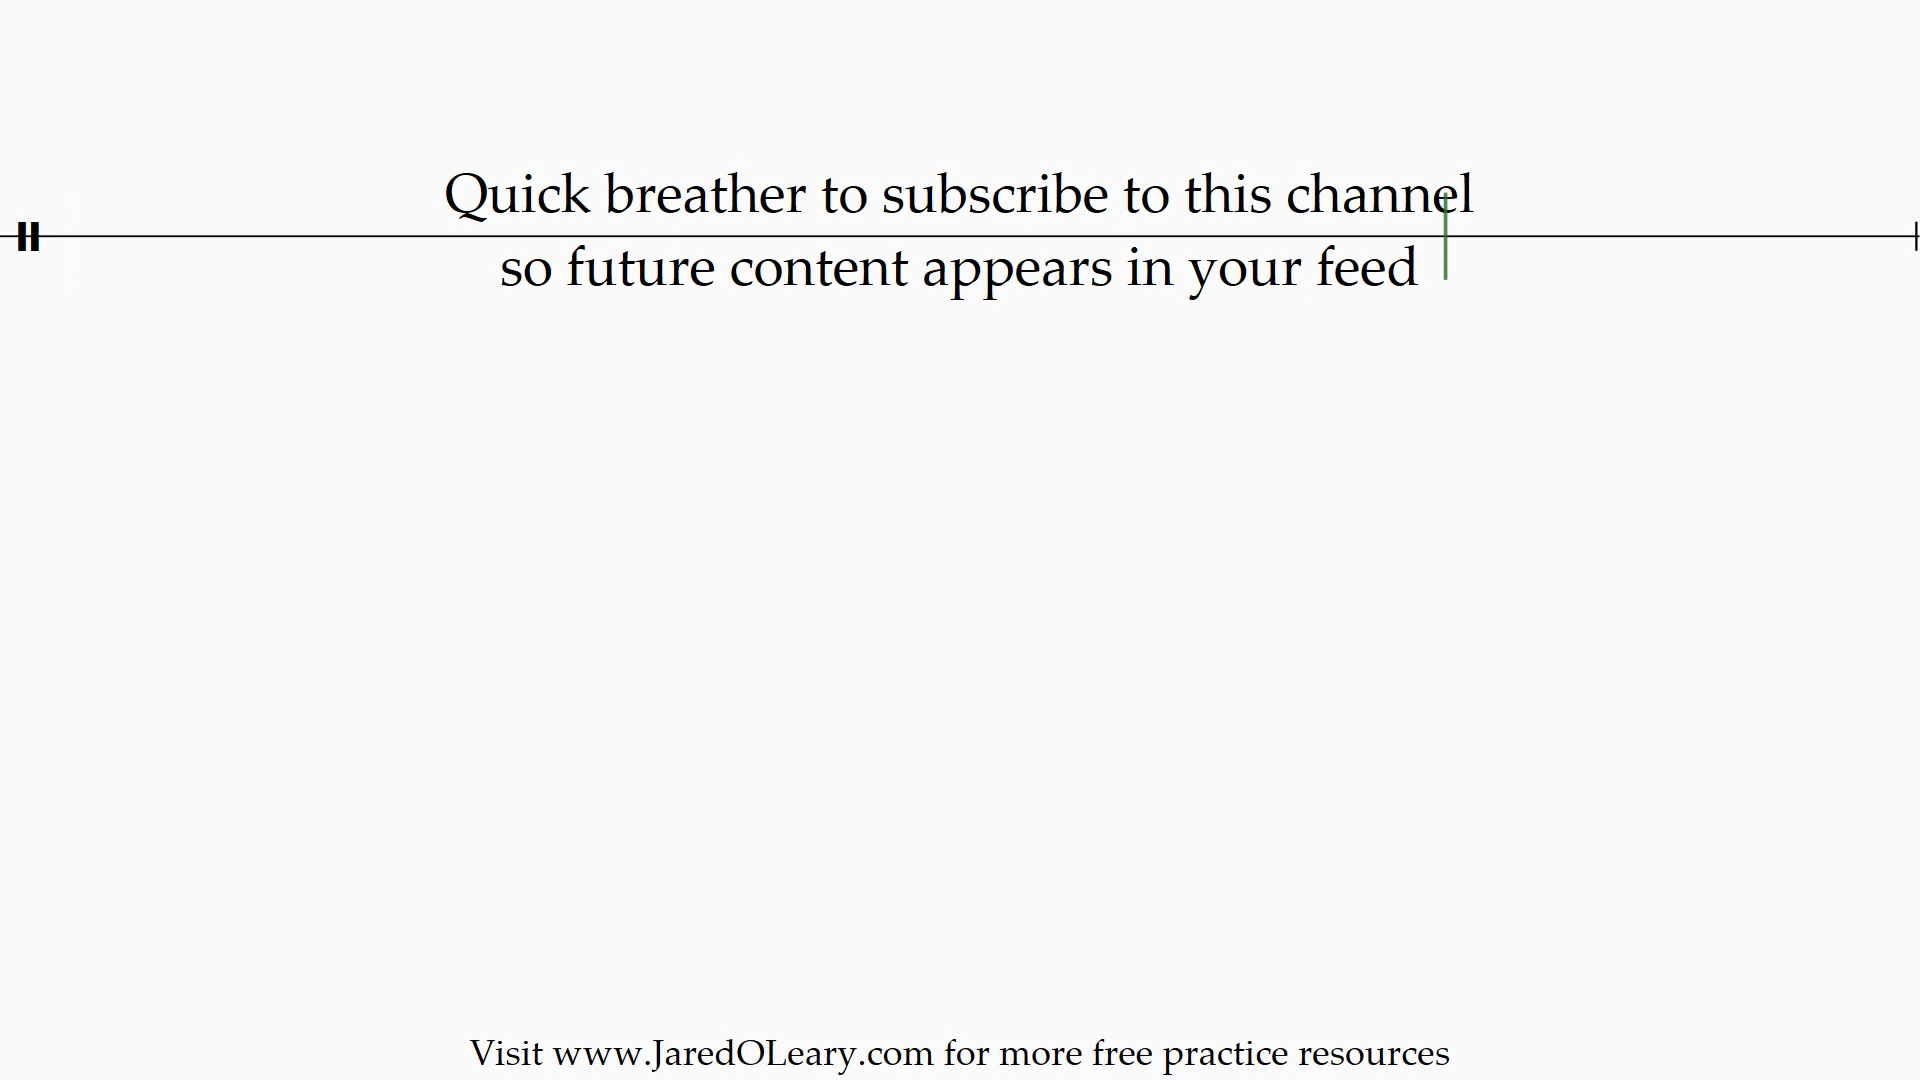 Quick breather to subscribe to this channel
so future content appears in your feed
Visit www.JaredOLeary.com for more free practice resources